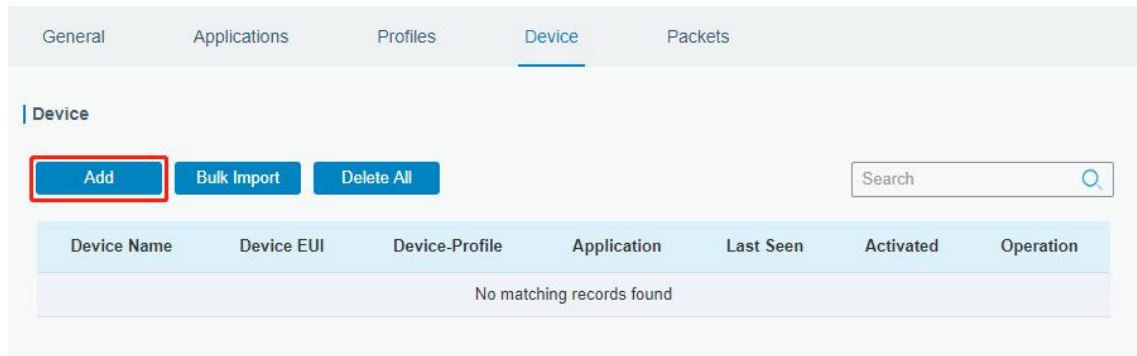 General Applications Profiles Device Packets
Device
Add Bulk Import Delete All Search
Device Name Device EUI Device-Profile Application Last Seen Activated Operation
No matching records found